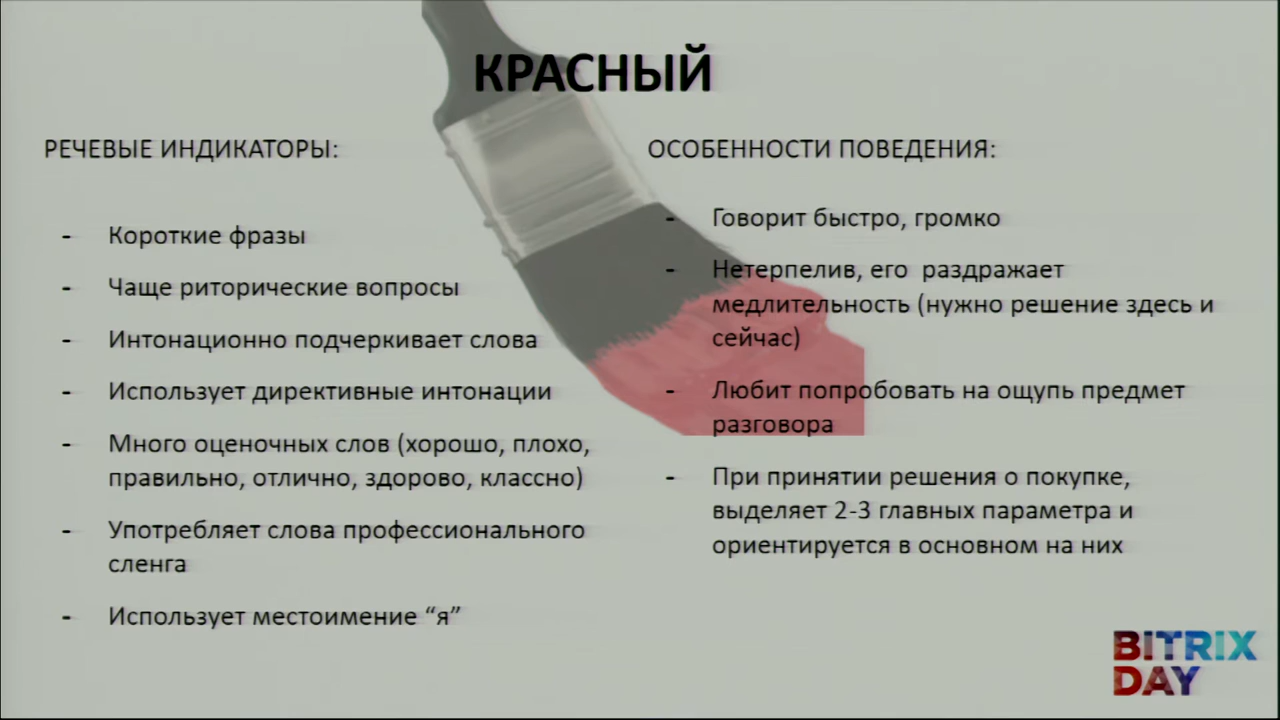 КРАСНЫЙ
РЕЧЕВЫЕ ИНДИКАТОРЫ:
- Короткие фразы
- Чаще риторические вопросы
- Интонационно подчеркивает слова
- Использует директивные интонации
- Много оценочных слов (хорошо, плохо,
правильно, отлично, здорово, классно)
- Употребляет слова профессионального
сленга
- Использует местоимение “я”
ОСОБЕННОСТИ ПОВЕДЕНИЯ:
- Говорит быстро, громко
- Нетерпелив, его раздражает
медлительность (нужно решение здесь и
сейчас)
- Любит попробовать на ощупь предмет
разговора
- При принятии решения о покупке,
выделяет 2-3 главных параметра и
ориентируется в основном на них
BITRIX
DAY